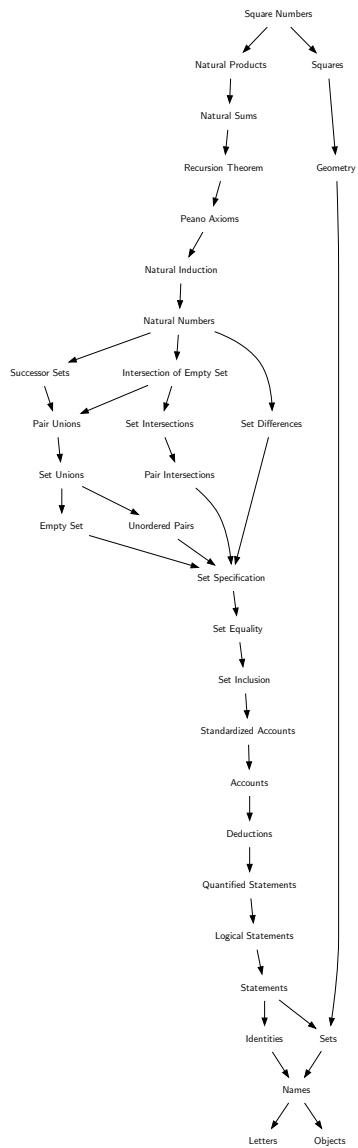 Square Numbers
Natural Products
Squares
Natural Sums
Recursion Theorem
Geometry
Peano Axioms
Natural Induction
Natural Numbers
Successor Sets
Intersection of Empty Set
Pair Unions
Set Intersections
Set Differences
Set Unions
Pair Intersections
Empty Set
Unordered Pairs
Set Specification
Set Equality
Set Inclusion
Standardized Accounts
Accounts
Deductions
Quantified Statements
Logical Statements
Statements
Identities
Sets
Names
Letters
Objects